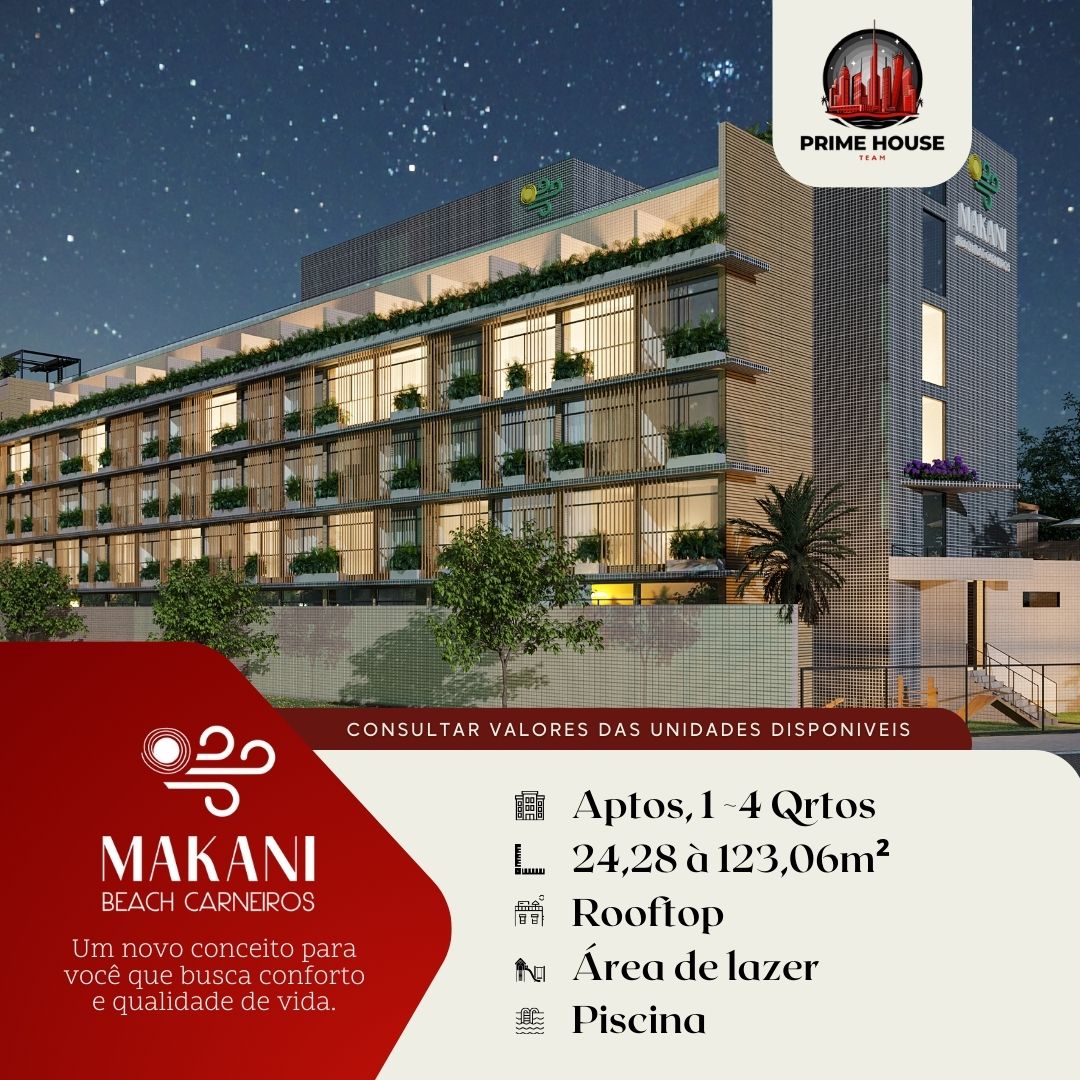 PRIME HOUSE
TEAM
MAKANI
CONSULTAR VALORES DAS UNIDADES DISPONIVEIS
MAKANI
BEACH CARNEIROS
Um novo conceito para
você que busca conforto
e qualidade de vida.
Aptos, 1 ~4 Qrtos
24,28 à 123,06m²
Rooftop
Área de lazer
Piscina